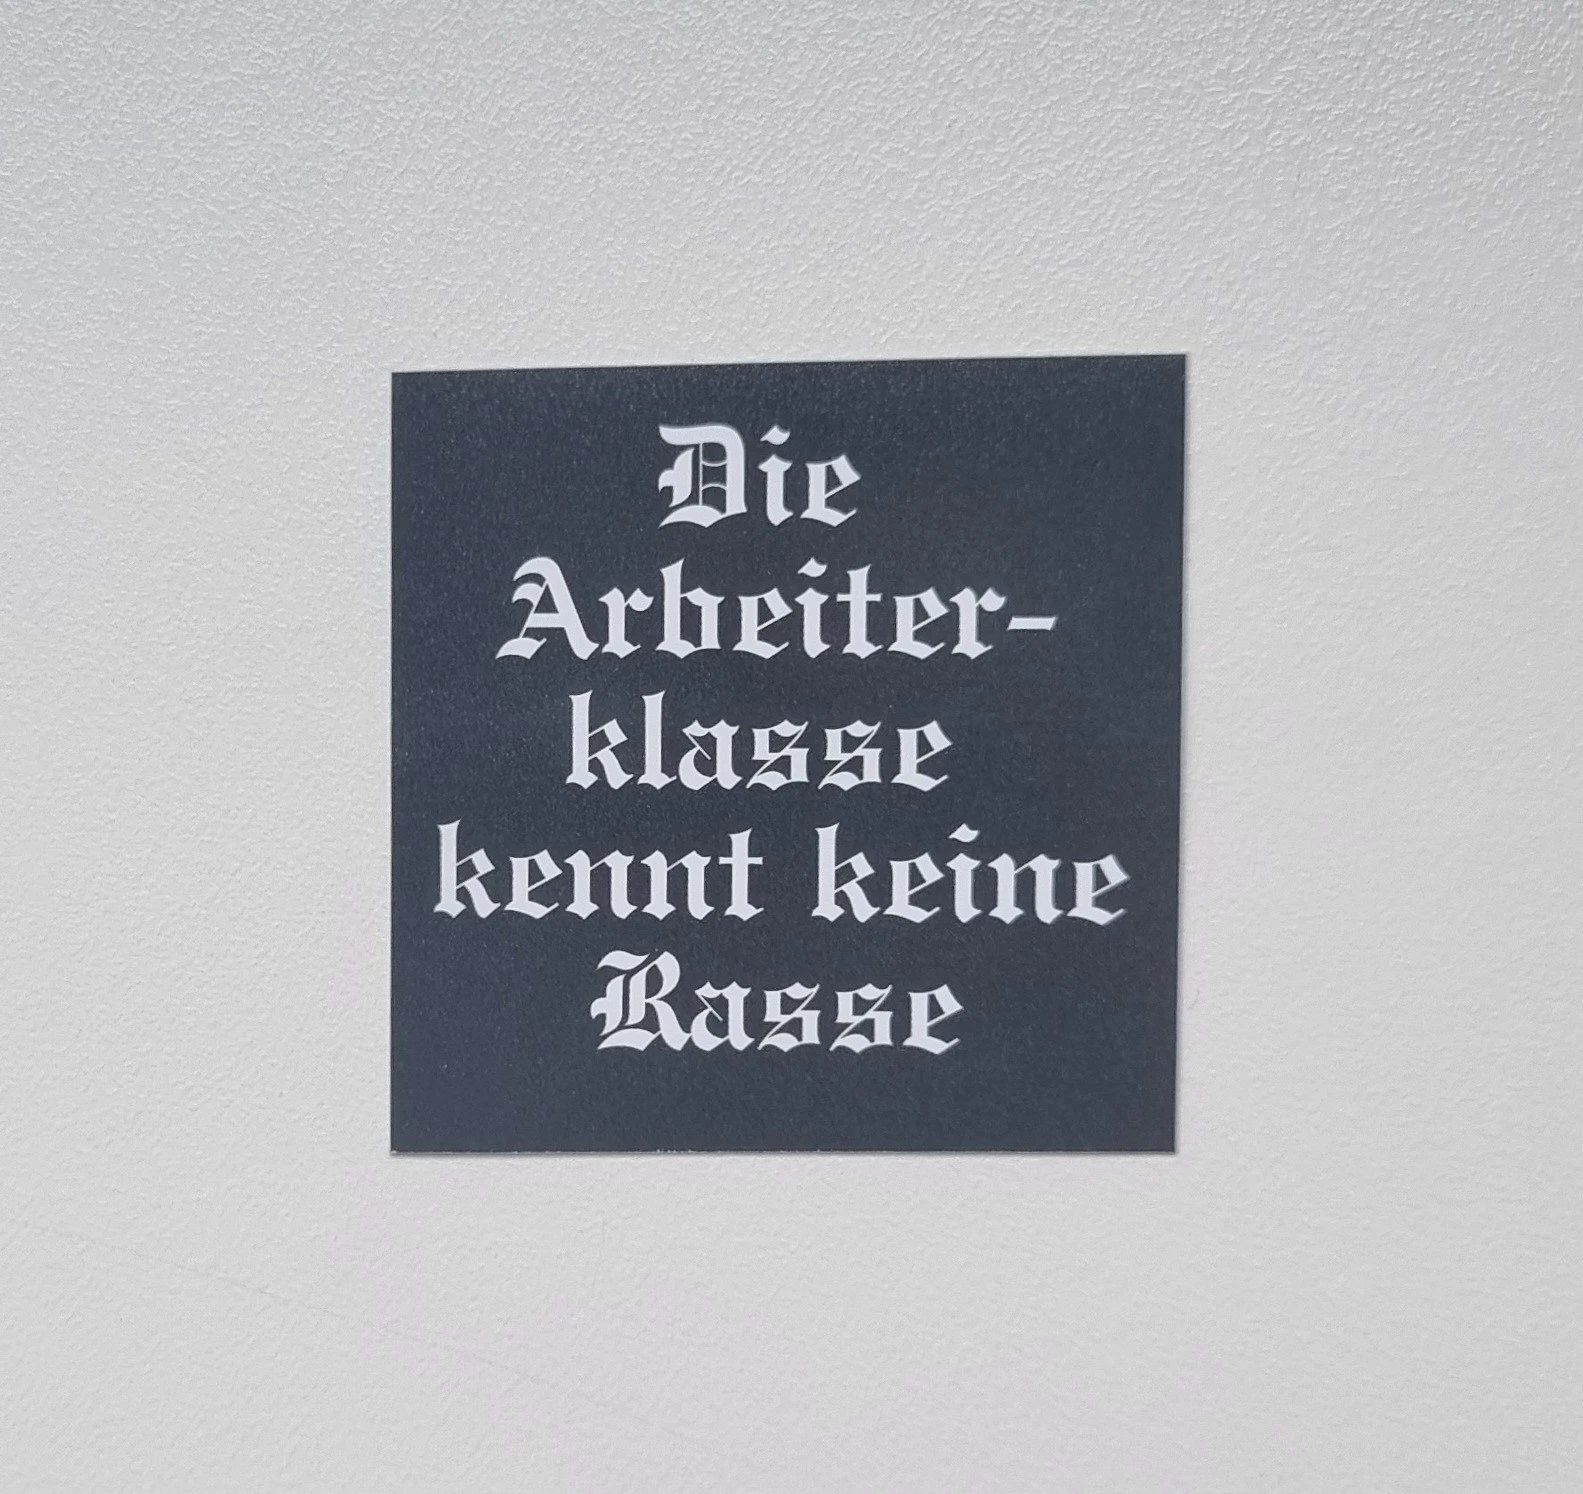 Die
Arbeiter-
klasse
kennt keine
Rasse